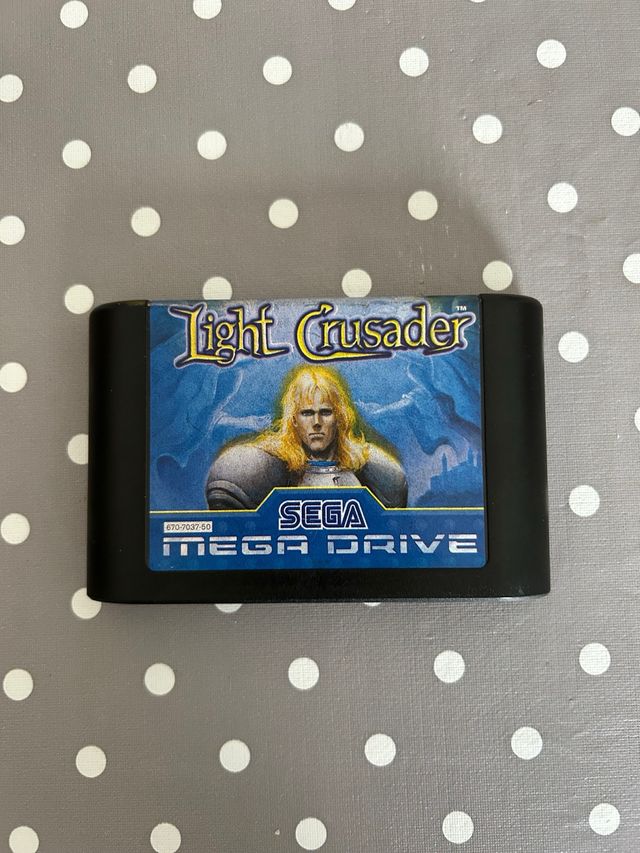 Light Crusader™
SEGA
670-7037-50
MEGA DRIVE